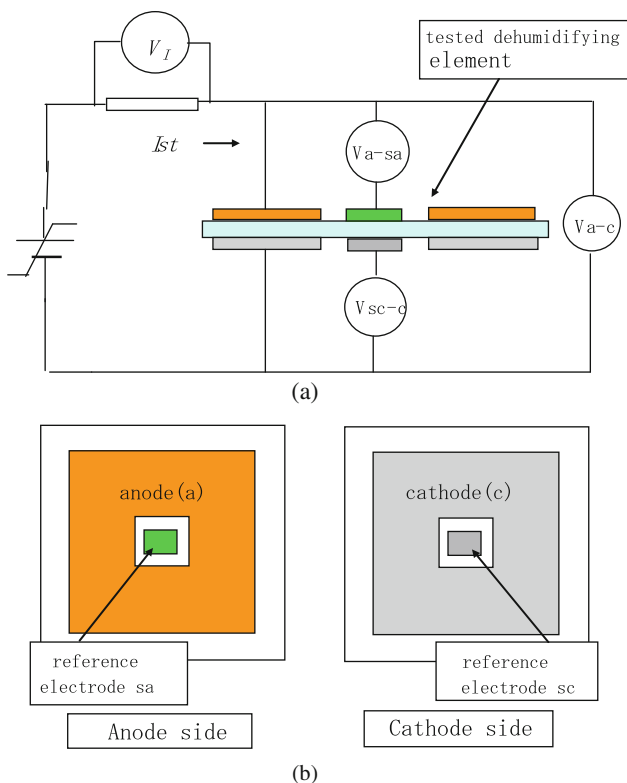 V_I
tested dehumidifying
element
Ist
Va-sa
Va-c
Vsc-c
(a)
anode(a)
cathode(c)
reference
electrode sa
reference
electrode sc
Anode side
Cathode side
(b)